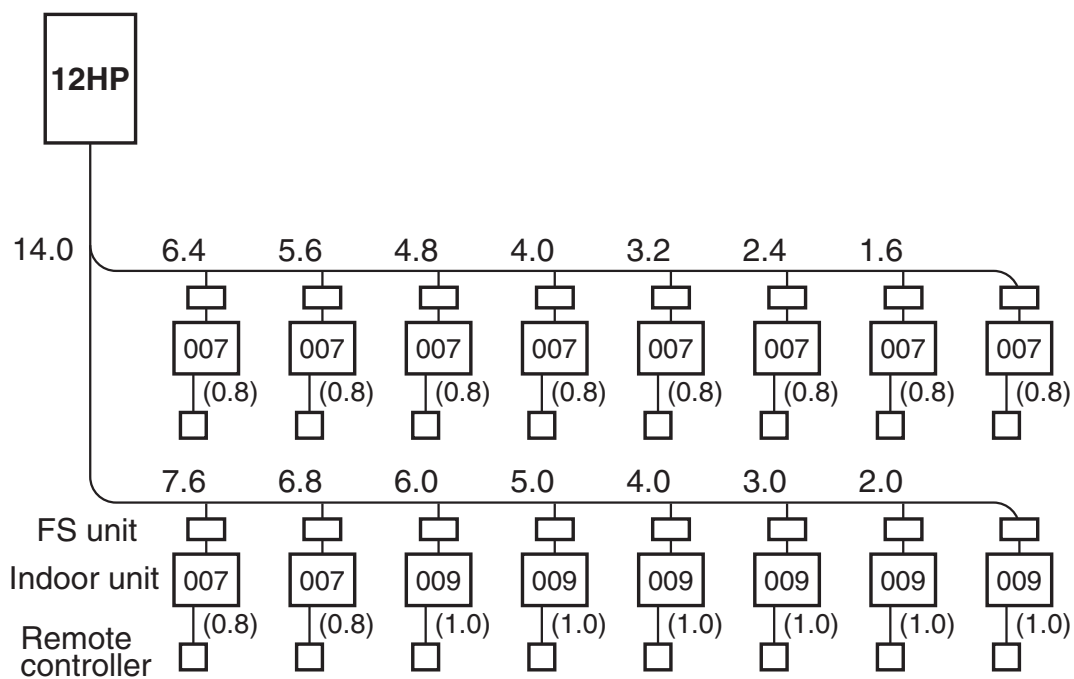 12HP
14.0 6.4 5.6 4.8 4.0 3.2 2.4 1.6
007 007 007 007 007 007 007 007
(0.8) (0.8) (0.8) (0.8) (0.8) (0.8) (0.8) (0.8)
7.6 6.8 6.0 5.0 4.0 3.0 2.0
FS unit
Indoor unit 007 007 009 009 009 009 009 009
(0.8) (0.8) (1.0) (1.0) (1.0) (1.0) (1.0) (1.0)
Remote
controller